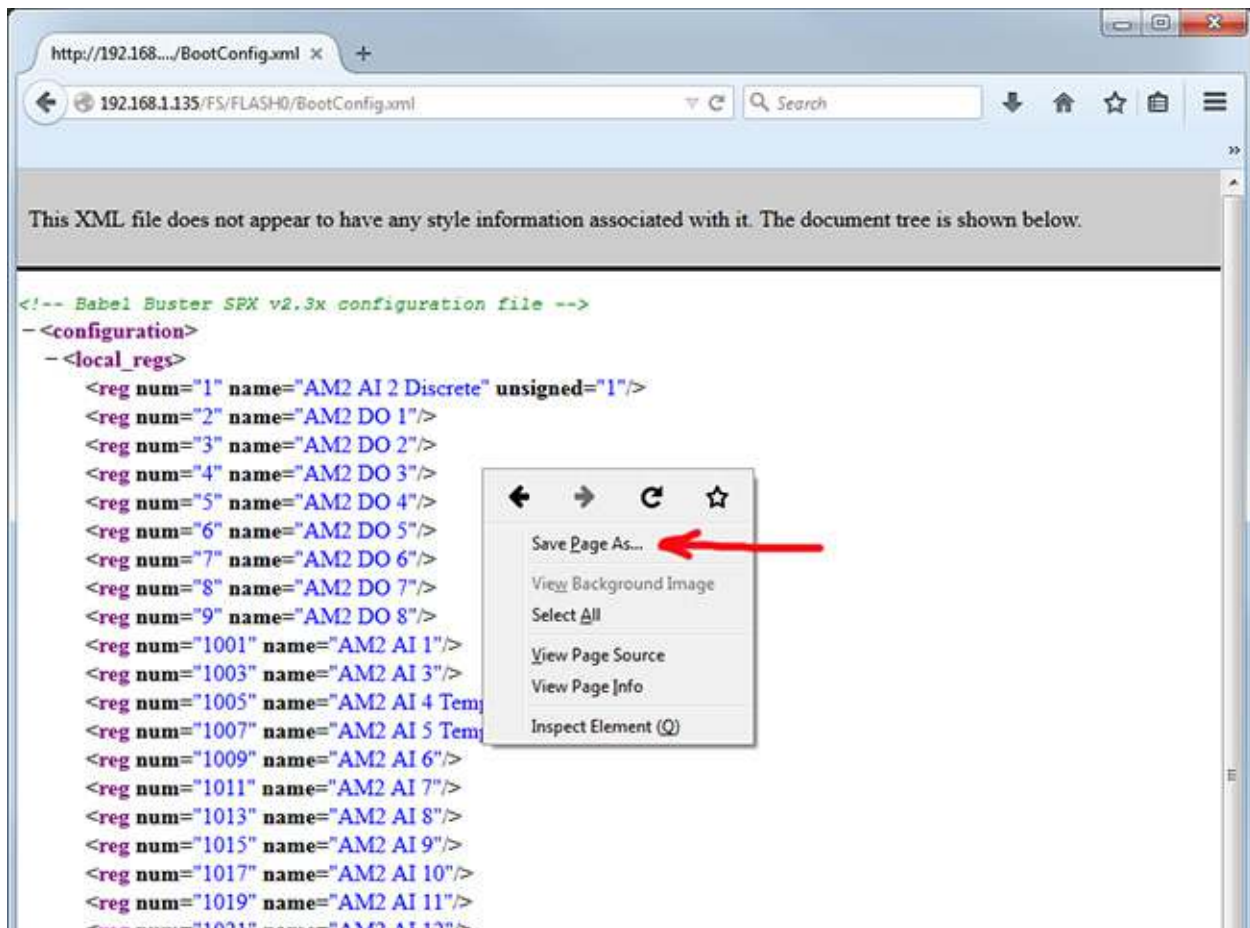 http://192.168..../BootConfig.xml
192.168.1.135/FS/FLASH0/BootConfig.xml
Search
This XML file does not appear to have any style information associated with it. The document tree is shown below.
<!-- Babel Buster SPX v2.3x configuration file -->
−<configuration>
−<local_regs>
<reg num="1" name="AM2 AI 2 Discrete" unsigned="1"/>
<reg num="2" name="AM2 DO 1"/>
<reg num="3" name="AM2 DO 2"/>
<reg num="4" name="AM2 DO 3"/>
<reg num="5" name="AM2 DO 4"/>
<reg num="6" name="AM2 DO 5"/>
<reg num="7" name="AM2 DO 6"/>
<reg num="8" name="AM2 DO 7"/>
<reg num="9" name="AM2 DO 8"/>
<reg num="1001" name="AM2 AI 1"/>
<reg num="1003" name="AM2 AI 3"/>
<reg num="1005" name="AM2 AI 4
<reg num="1007" name="AM2 AI 5
<reg num="1009" name="AM2 AI 6"/>
<reg num="1011" name="AM2 AI 7"/>
<reg num="1013" name="AM2 AI 8"/>
<reg num="1015" name="AM2 AI 9"/>
<reg num="1017" name="AM2 AI 10"/>
<reg num="1019" name="AM2 AI 11"/>
Save Page As...
View Background Image
Select All
View Page Source
View Page Info
Inspect Element (Q)